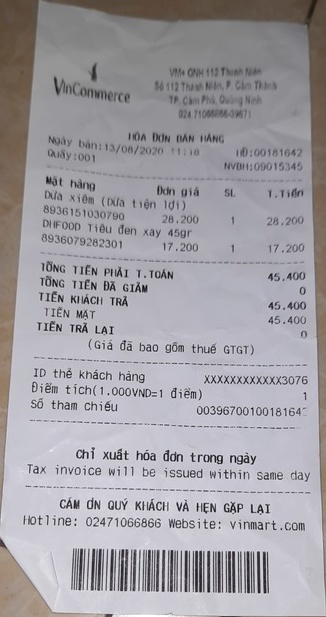 VinCommerce
VM+ QNH 112 Thanh Niên
Số 112 Thanh Niên, P. Cẩm Thành
TP. Cẩm Phả, Quảng Ninh
HÓA ĐƠN BÁN HÀNG
Ngày bán:13/08/2020 11:18 HĐ:00181642
Quầy:001 NVBH:09015345
Mặt hàng Đơn giá SL T.Tiền
Dừa xiêm (Dừa tiện lợi)
8936151030790 28.200 1 28.200
DHFOOD Tiêu đen xay 45gr
8936079282301 17.200 1 17.200
TỔNG TIỀN PHẢI T.TOÁN 45.400
TỔNG TIỀN ĐÃ GIẢM 0
TIỀN KHÁCH TRẢ 45.400
TIỀN MẶT 45.400
TIỀN TRẢ LẠI 0
(Giá đã bao gồm thuế GTGT)
ID thẻ khách hàng XXXXXXXXXXXX3076
Điểm tích(1.000VND=1 điểm) 1
Số tham chiếu 0039670010018164
Chỉ xuất hóa đơn trong ngày
Tax invoice will be issued within same day
CẢM ƠN QUÝ KHÁCH VÀ HẸN GẶP LẠI
Hotline: 02471066866 Website: vinmart.com